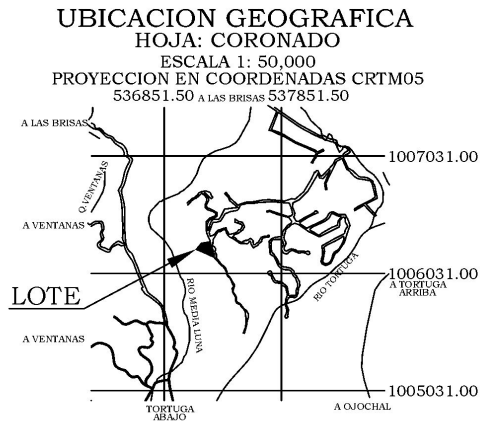 UBICACION GEOGRAFICA
HOJA: CORONADO
ESCALA 1: 50,000
PROYECCION EN COORDENADAS CRTM05
536851.50 A LAS BRISAS 537851.50
A LAS BRISAS
1007031.00
Q.VENTANAS
A VENTANAS
1006031.00
RIO TORTUGA
A TORTUGA
ARRIBA
LOTE
RIO MEDIA LUNA
A VENTANAS
1005031.00
TORTUGA
ABAJO
A OJOCHAL